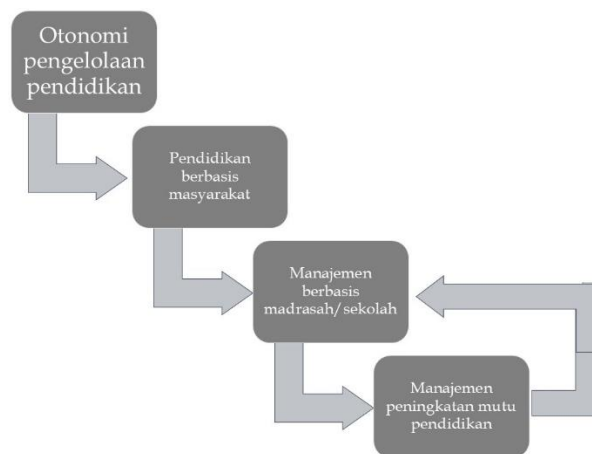 Otonomi
pengelolaan
pendidikan
Pendidikan
berbasis
masyarakat
Manajemen
berbasis
madrasah/sekolah
Manajemen
peningkatan mutu
pendidikan